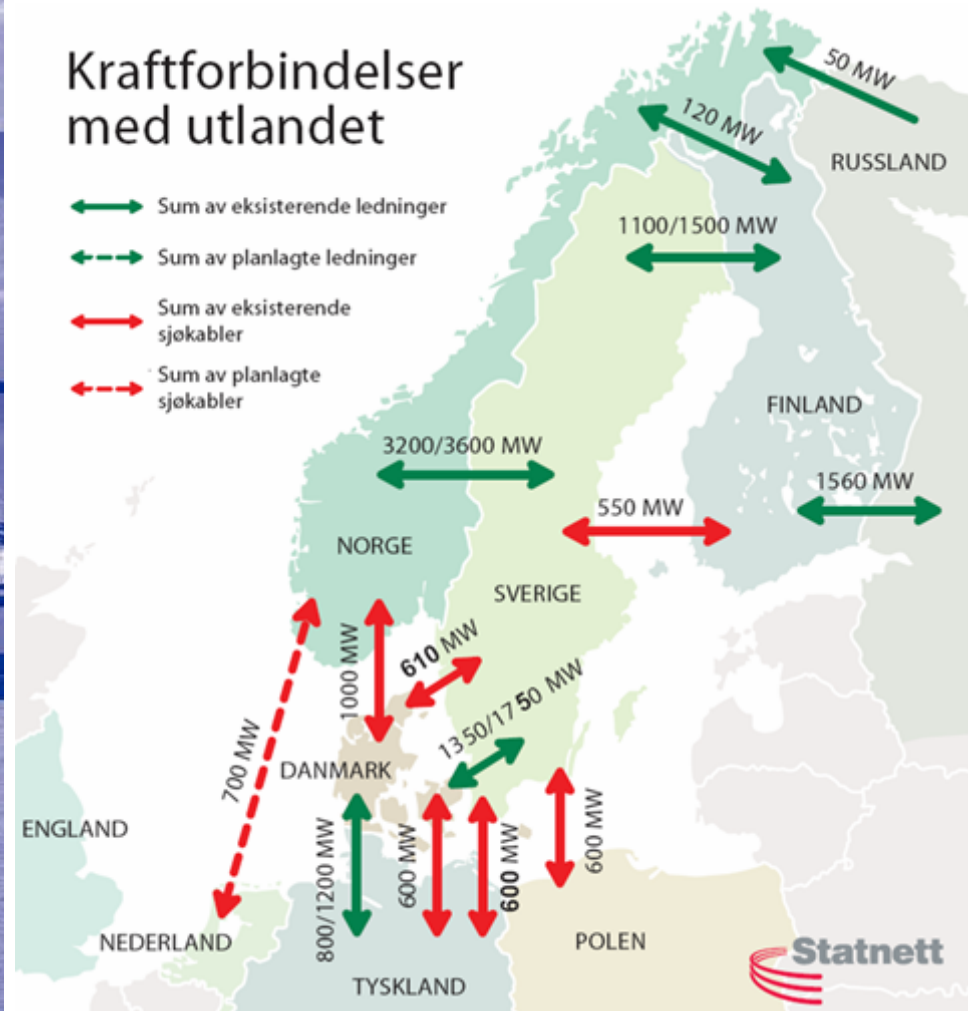 Kraftforbindelser
med utlandet
Sum av eksisterende ledninger
Sum av planlagte ledninger
Sum av eksisterende
sjøkabler
Sum av planlagte
sjøkabler
50 MW
120 MW
RUSSLAND
1100/1500 MW
FINLAND
3200/3600 MW
1560 MW
550 MW
NORGE
SVERIGE
1000 MW
610 MW
1350/1750 MW
700 MW
DANMARK
ENGLAND
800/1200 MW
600 MW
600 MW
600 MW
NEDERLAND
POLEN
TYSKLAND
Statnett